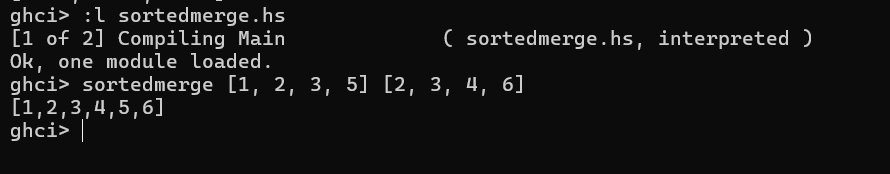 ghci> :l sortedmerge.hs
[1 of 2] Compiling Main             ( sortedmerge.hs, interpreted )
Ok, one module loaded.
ghci> sortedmerge [1, 2, 3, 5] [2, 3, 4, 6]
[1,2,3,4,5,6]
ghci>